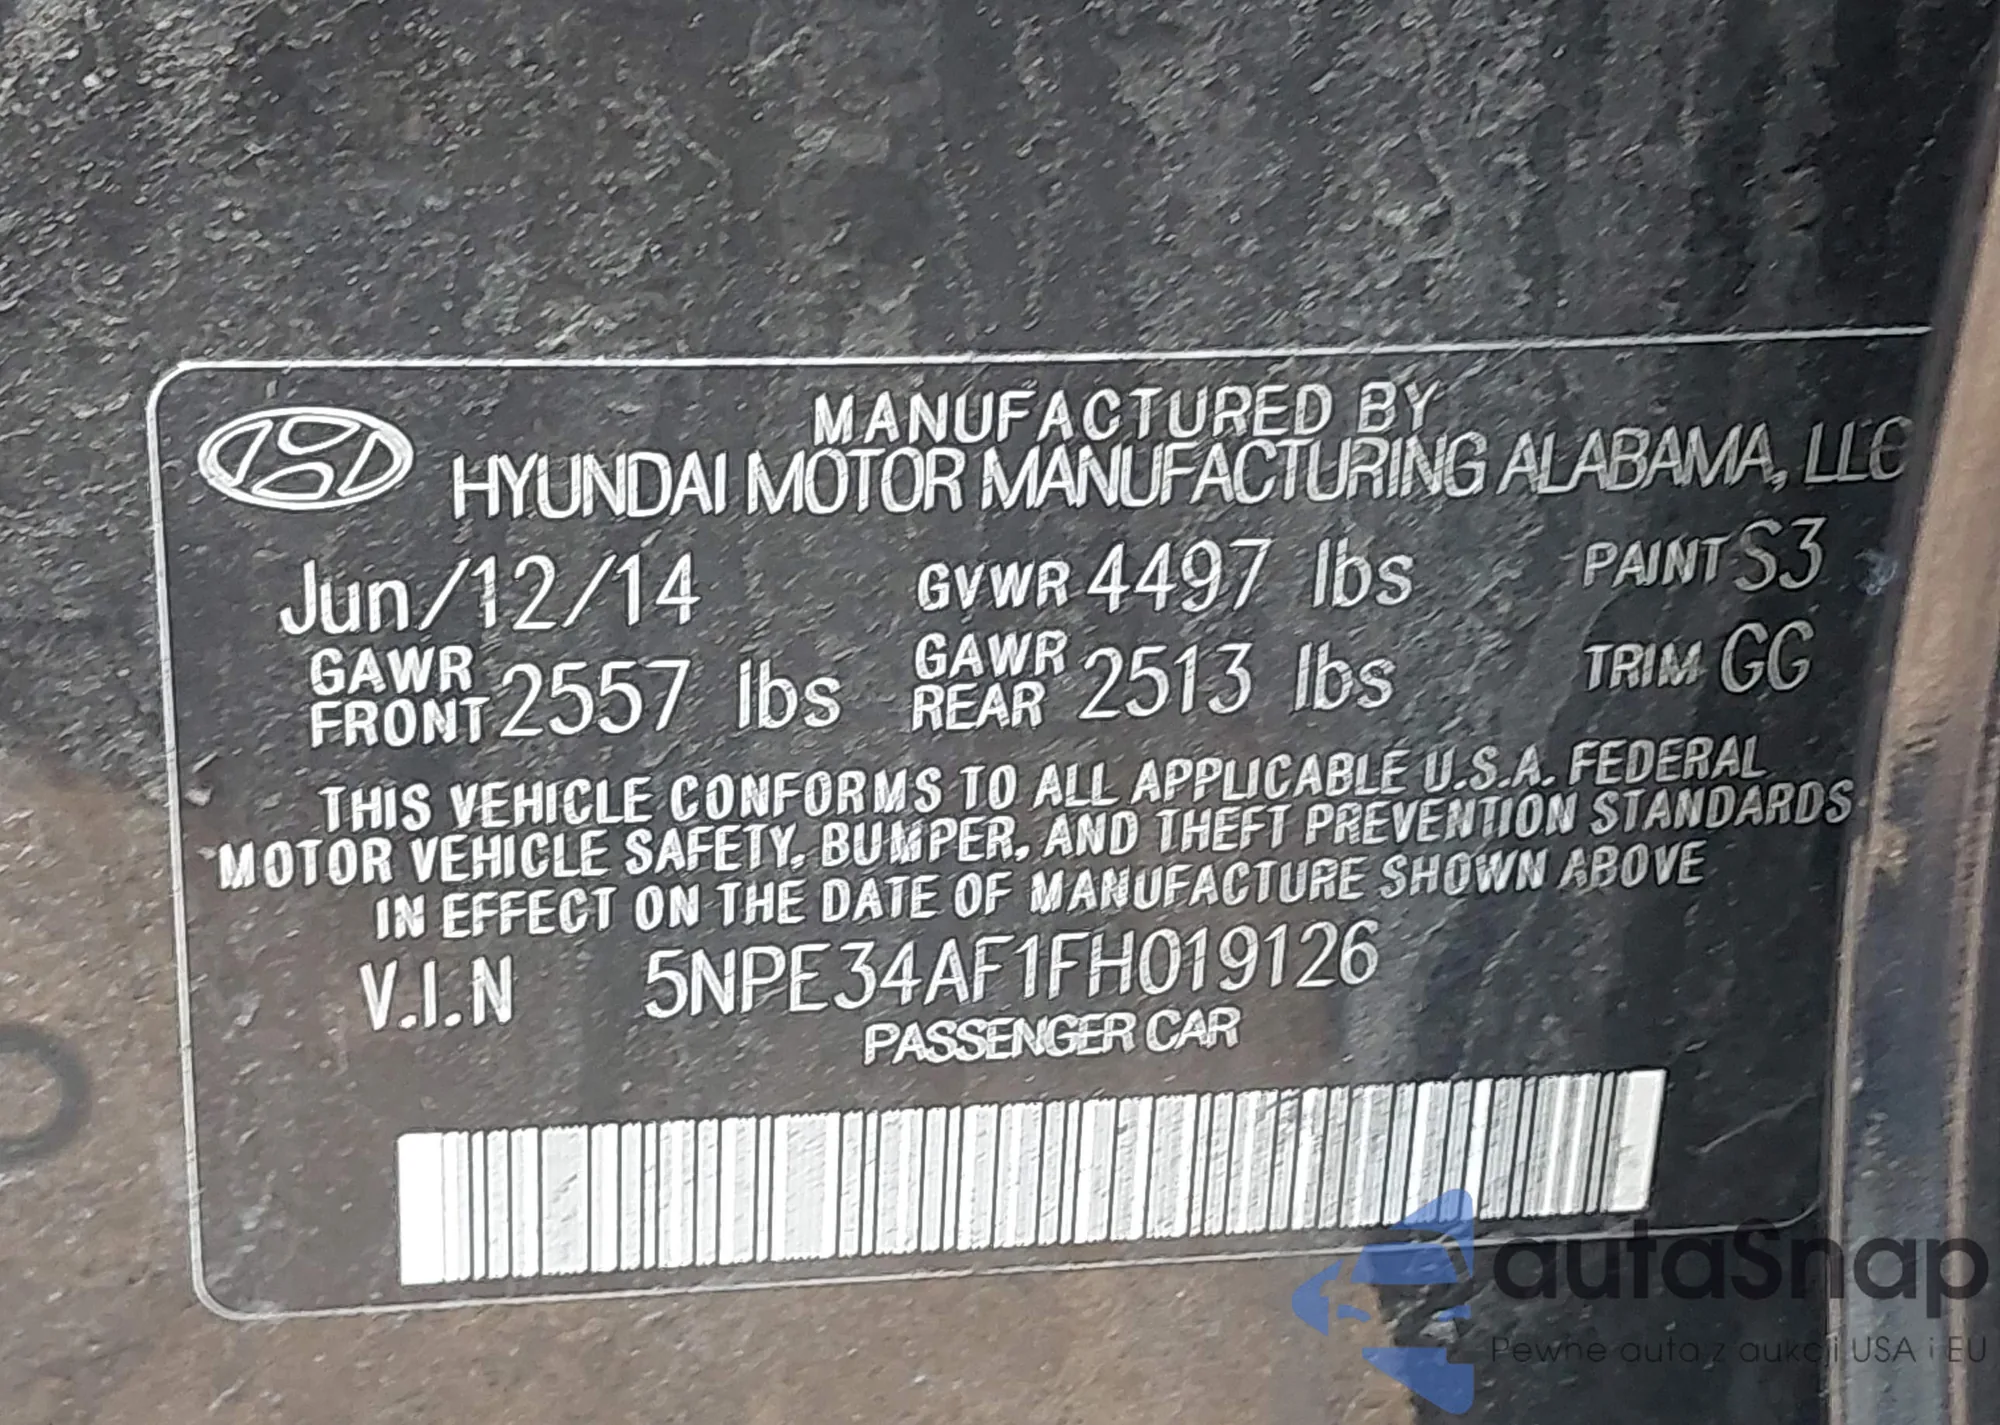 MANUFACTURED BY
HYUNDAI MOTOR MANUFACTURING ALABAMA, LLC
Jun/12/14 GVWR 4497 lbs PAINT S3
GAWR FRONT 2557 lbs GAWR REAR 2513 lbs TRIM GG
THIS VEHICLE CONFORMS TO ALL APPLICABLE U.S.A. FEDERAL
MOTOR VEHICLE SAFETY, BUMPER, AND THEFT PREVENTION STANDARDS
IN EFFECT ON THE DATE OF MANUFACTURE SHOWN ABOVE
V.I.N 5NPE34AF1FH019126
PASSENGER CAR
autaSnap
Pewne auta z aukcji USA i EU